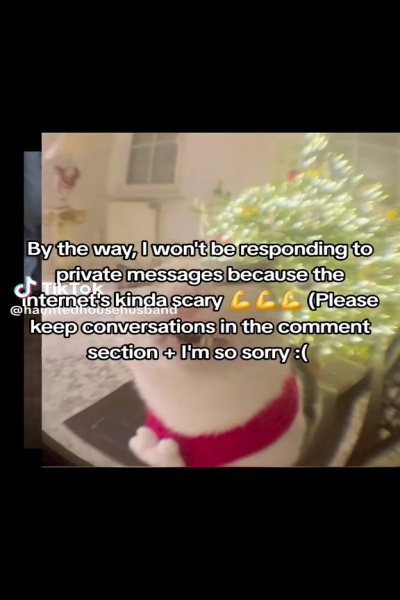 By the way, I won't be responding to
private messages because the
internet's kinda scary 💪💪💪 (Please
keep conversations in the comment
section + I'm so sorry :(
TikTok
@hauntedhousehusband